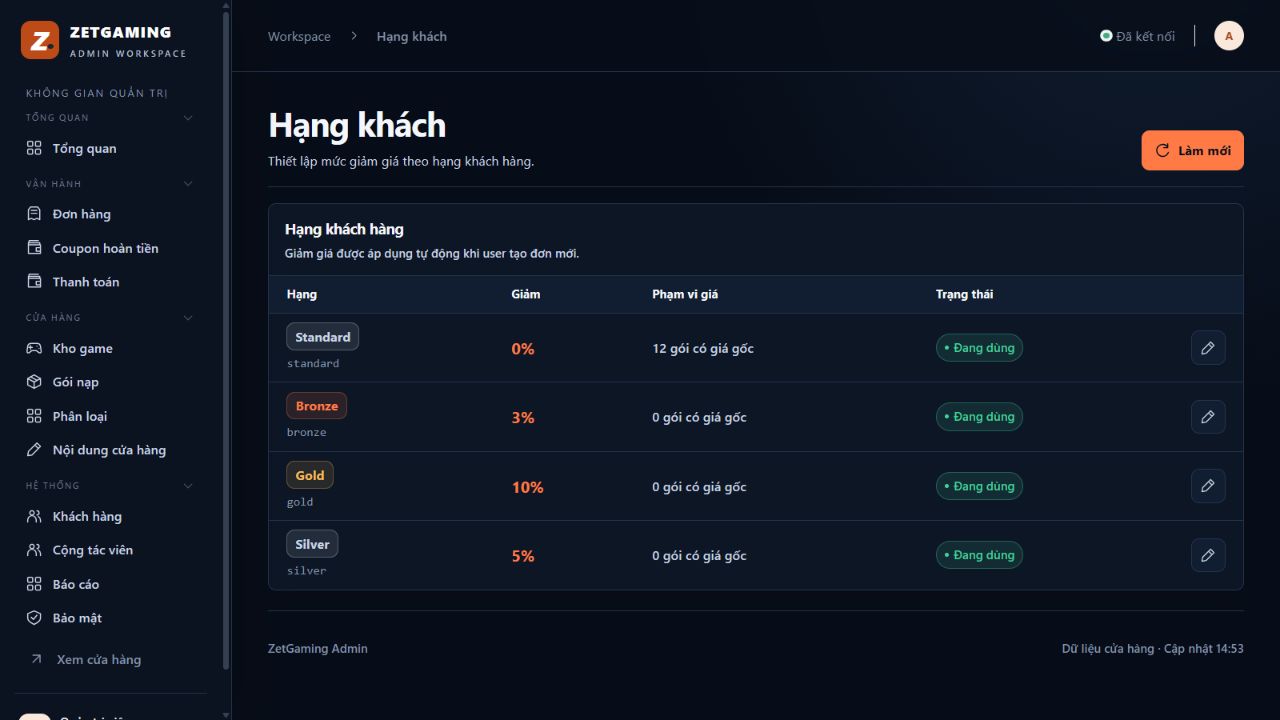 Z.
ZETGAMING
ADMIN WORKSPACE
KHÔNG GIAN QUẢN TRỊ
TỔNG QUAN
Tổng quan
VẬN HÀNH
Đơn hàng
Coupon hoàn tiền
Thanh toán
CỬA HÀNG
Kho game
Gói nạp
Phân loại
Nội dung cửa hàng
HỆ THỐNG
Khách hàng
Cộng tác viên
Báo cáo
Bảo mật
Xem cửa hàng
Workspace > Hạng khách
Đã kết nối
A
Hạng khách
Thiết lập mức giảm giá theo hạng khách hàng.
Làm mới
Hạng khách hàng
Giảm giá được áp dụng tự động khi user tạo đơn mới.
Hạng Giảm Phạm vi giá Trạng thái
Standard
standard
0% 12 gói có giá gốc • Đang dùng
Bronze
bronze
3% 0 gói có giá gốc • Đang dùng
Gold
gold
10% 0 gói có giá gốc • Đang dùng
Silver
silver
5% 0 gói có giá gốc • Đang dùng
ZetGaming Admin
Dữ liệu cửa hàng · Cập nhật 14:53